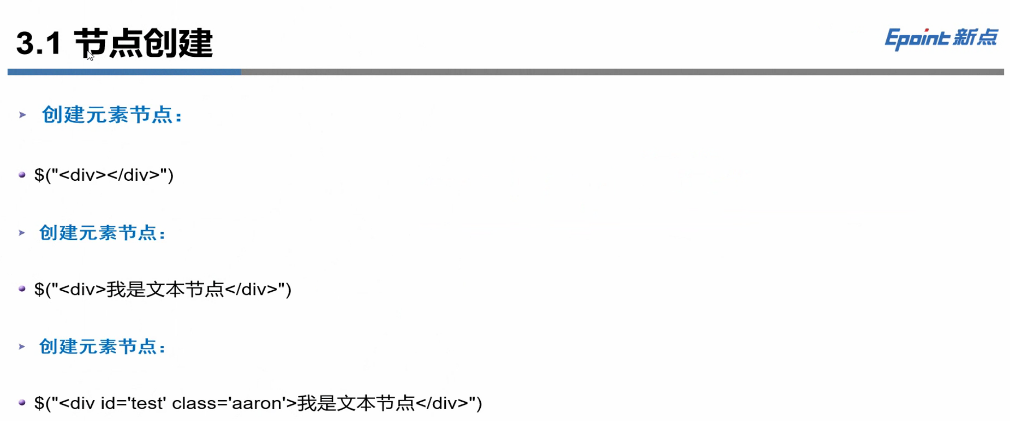 3.1 节点创建
Epoint 新点
创建元素节点：
$("<div></div>")
创建元素节点：
$("<div>我是文本节点</div>")
创建元素节点：
$("<div id='test' class='aaron'>我是文本节点</div>")